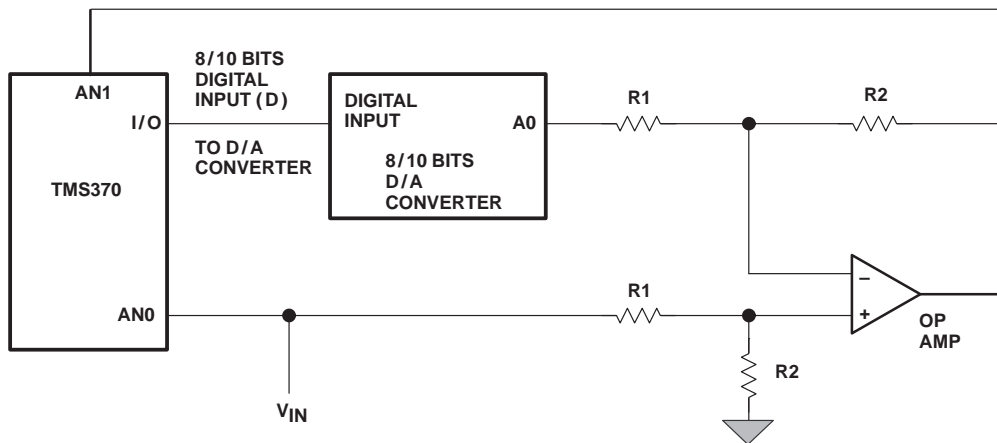 8/10 BITS
DIGITAL
INPUT (D)
TO D/A
CONVERTER
AN1
I/O
TMS370
AN0
DIGITAL
INPUT
A0
8/10 BITS
D/A
CONVERTER
R1
R2
R1
R2
–
+
OP
AMP
VIN